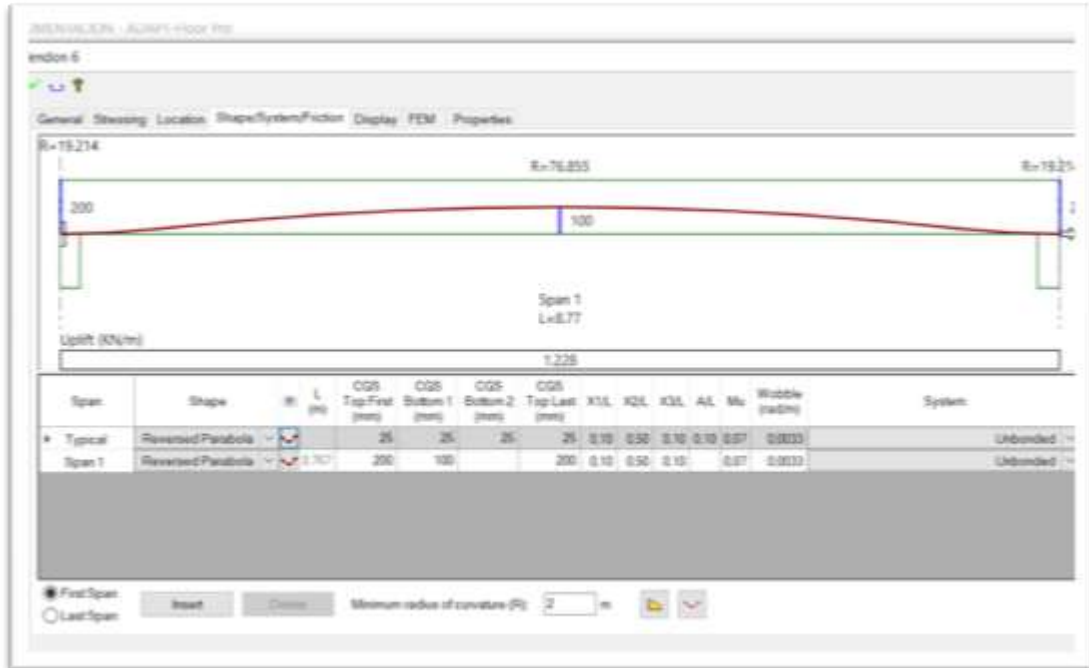 endon 6
General Stressing Location Shape/System/Friction Display FEM Properties
R=19.214
R=76.855
R=19.21
200
100
Span 1
L=8.77
Uplift (KN/m)
1.228
Span Shape L (m) CGS Top First (mm) CGS Bottom 1 (mm) CGS Bottom 2 (mm) CGS Top Last (mm) X1/L X2/L X3/L A/L Mu Wobble (rad/m) System
Typical Reversed Parabola 25 25 25 25 0.10 0.50 0.10 0.10 0.07 0.0033 Unbonded
Span 1 Reversed Parabola 200 100 200 0.10 0.50 0.10 0.07 0.0033 Unbonded
First Span
Insert
Minimum radius of curvature (R): 2 m
Last Span